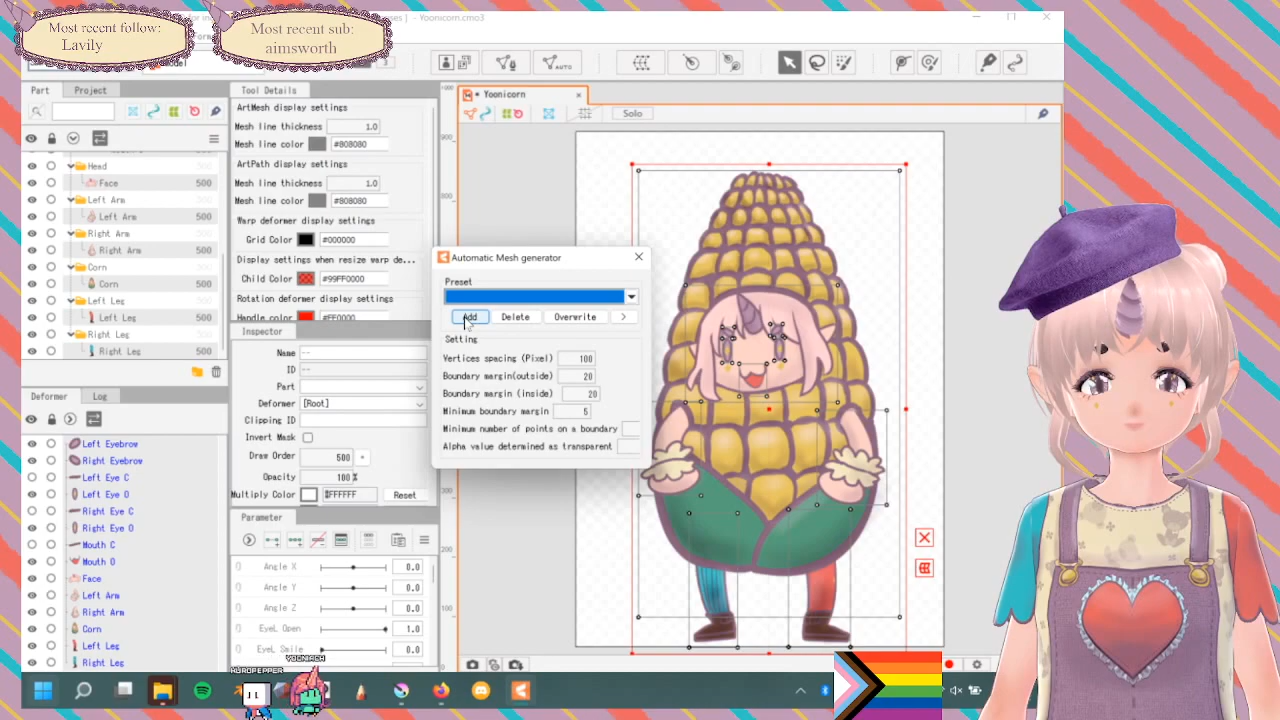 Most recent follow:
Lavily
Most recent sub:
aimsworth
- Yoonicorn.cmo3
Part
Project
Head
Face
500
Left Arm
Left Arm
500
Right Arm
Right Arm
500
Corn
Corn
500
Left Leg
Left Leg
500
Right Leg
Right Leg
500
Deformer
Log
Left Eyebrow
Right Eyebrow
Left Eye C
Left Eye O
Right Eye C
Right Eye O
Mouth C
Mouth O
Face
Left Arm
Right Arm
Corn
Left Leg
Right Leg
Tool Details
ArtMesh display settings
Mesh line thickness 1.0
Mesh line color #808080
ArtPath display settings
Mesh line thickness 1.0
Mesh line color #808080
Warp deformer display settings
Grid Color #000000
Display settings when resize warp de...
Child Color #99FF0000
Rotation deformer display settings
Handle color #FF0000
Inspector
Name --
ID --
Part
Deformer [Root]
Clipping ID
Invert Mask
Draw Order 500
Opacity 100 %
Multiply Color #FFFFFF Reset
Parameter
Angle X 0.0
Angle Y 0.0
Angle Z 0.0
EyeL Open 1.0
EyeL Smile 0.0
AUTO
* Yoonicorn
Solo
900
800
300
200
100
0
Automatic Mesh generator
Preset
Add Delete Overwrite >
Setting
Vertices spacing (Pixel) 100
Boundary margin(outside) 20
Boundary margin (inside) 20
Minimum boundary margin 5
Minimum number of points on a boundary
Alpha value determined as transparent
YOONIACH